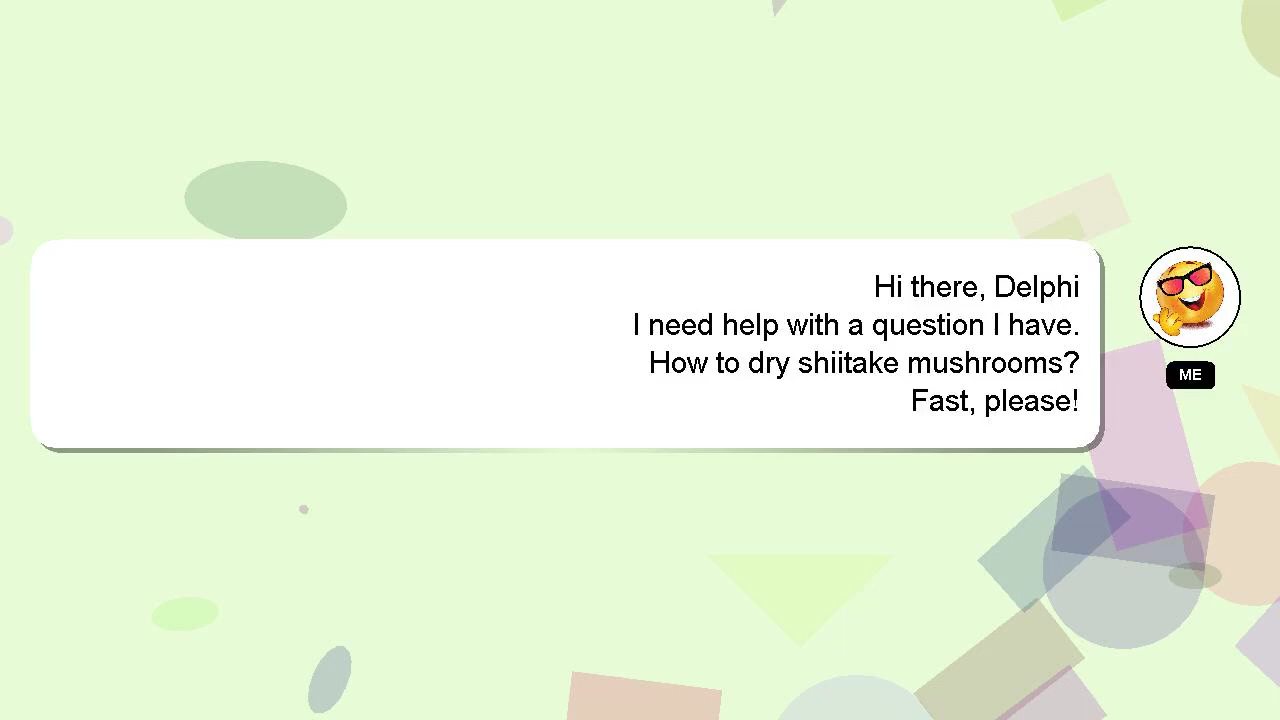 Hi there, Delphi
I need help with a question I have.
How to dry shiitake mushrooms?
Fast, please!
ME